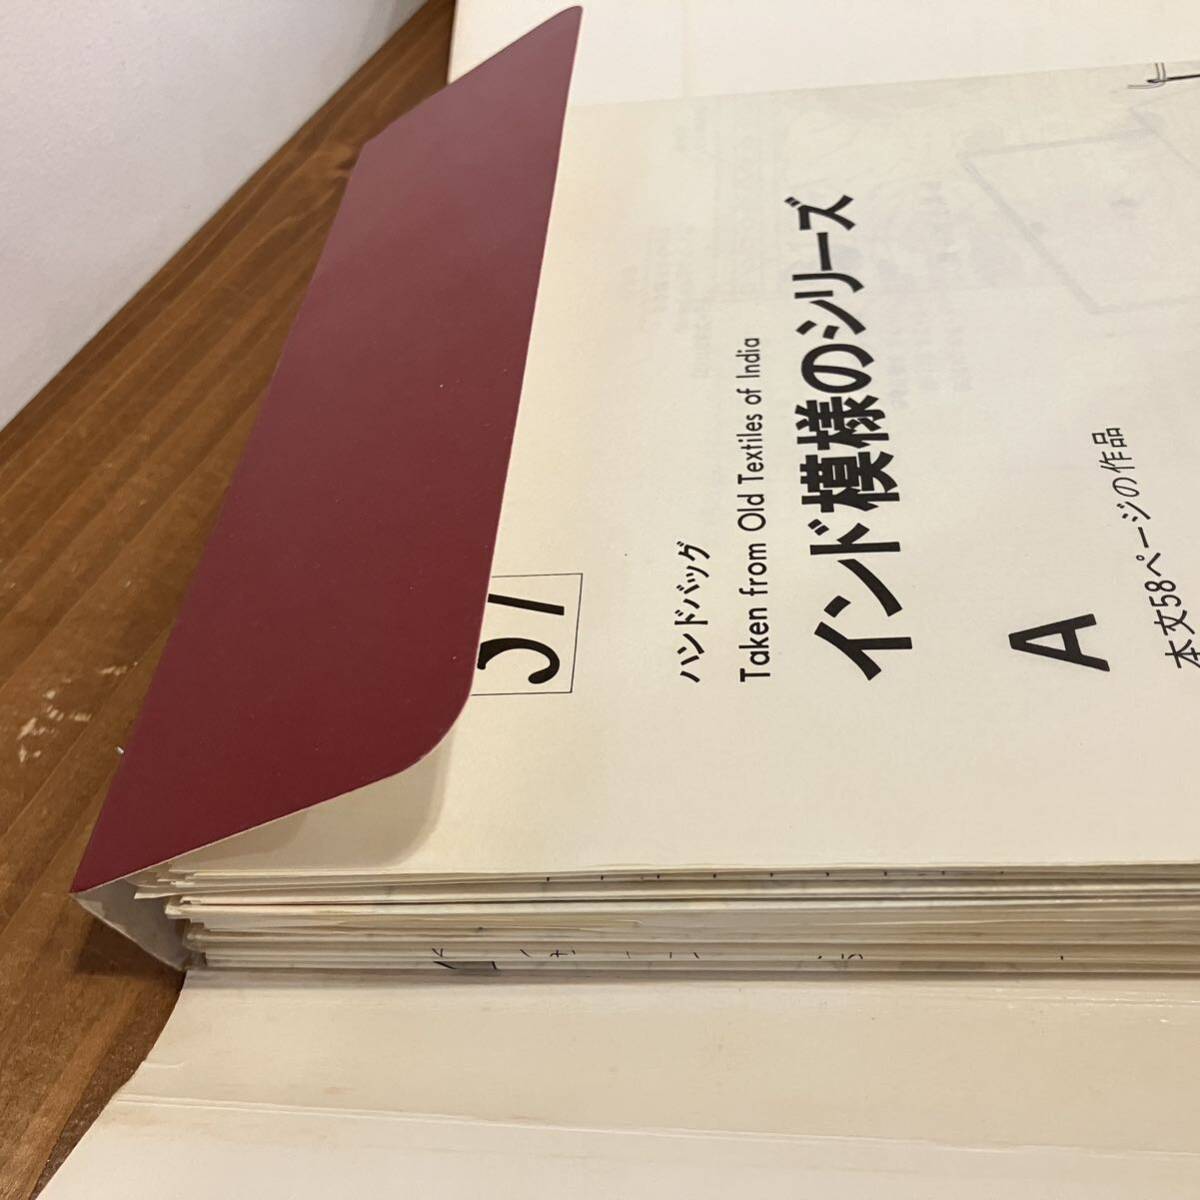 ハンドバッグ
Taken from Old Textiles of India
インド模様のシリーズ
A
本文58ページの作品